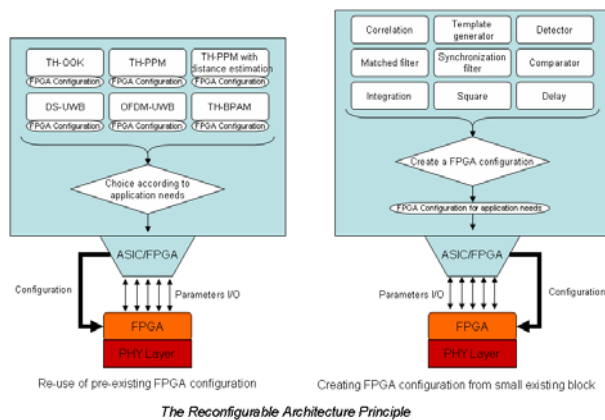 TH-OOK
FPGA Configuration
TH-PPM
FPGA Configuration
TH-PPM with
distance estimation
FPGA Configuration
DS-UWB
FPGA Configuration
OFDM-UWB
FPGA Configuration
TH-BPAM
FPGA Configuration
Choice according to
application needs
ASIC/FPGA
Configuration
Parameters I/O
FPGA
PHY Layer
Re-use of pre-existing FPGA configuration
Correlation
Template
generator
Detector
Matched filter
Synchronization
filter
Comparator
Integration
Square
Delay
Create a FPGA configuration
FPGA Configuration for application needs
ASIC/FPGA
Parameters I/O
Configuration
FPGA
PHY Layer
Creating FPGA configuration from small existing block
The Reconfigurable Architecture Principle